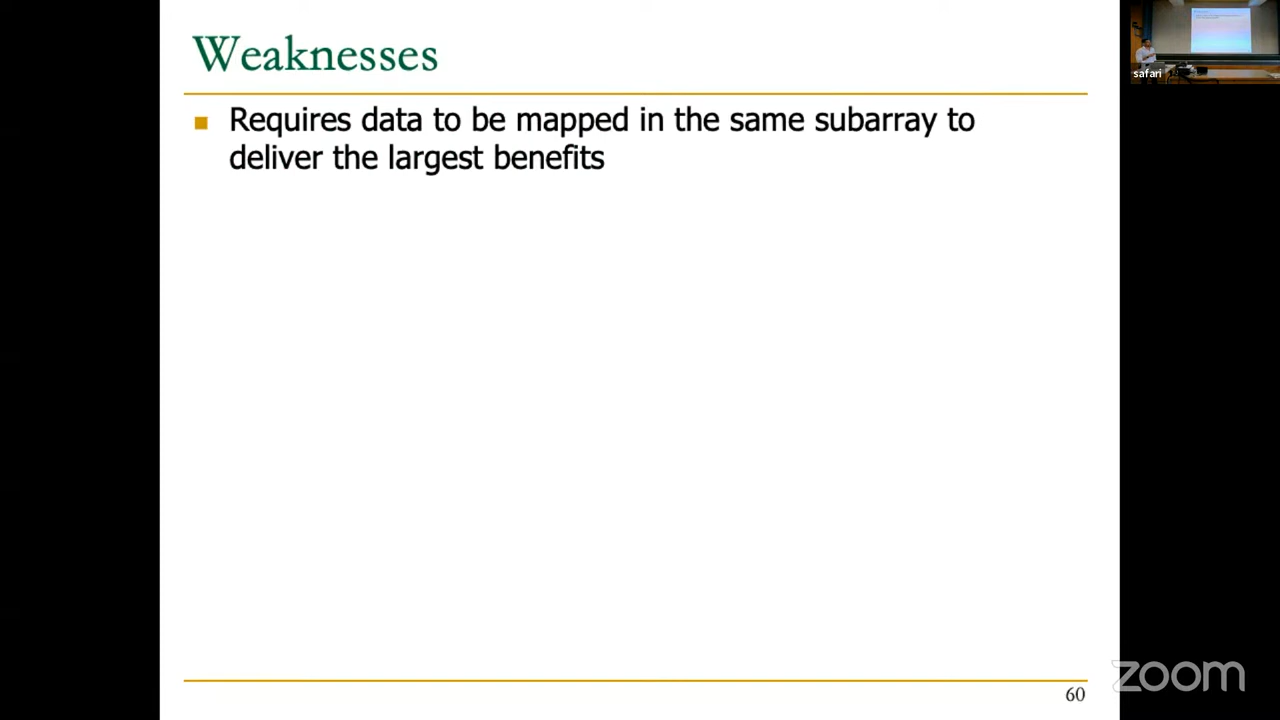 Weaknesses
safari
Requires data to be mapped in the same subarray to
deliver the largest benefits
zoom
60